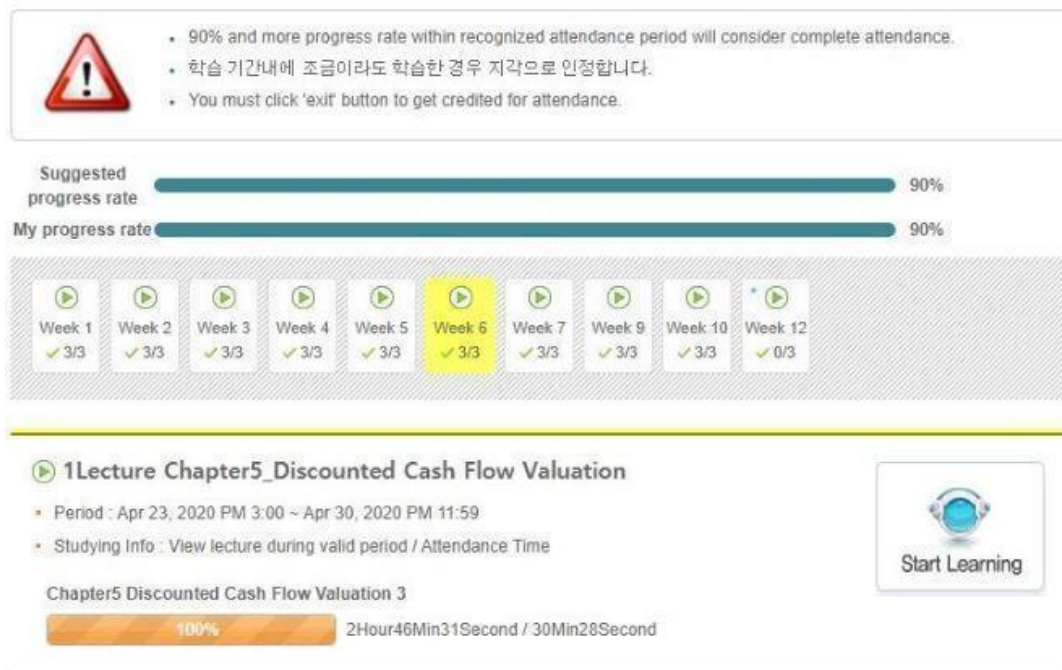 90% and more progress rate within recognized attendance period will consider complete attendance.
학습 기간내에 조금이라도 학습한 경우 지각으로 인정합니다.
You must click 'exit' button to get credited for attendance.
Suggested
progress rate
90%
My progress rate
90%
Week 1
Week 2
Week 3
Week 4
Week 5
Week 6
Week 7
Week 9
Week 10
Week 12
3/3
3/3
3/3
3/3
3/3
3/3
3/3
3/3
3/3
0/3
1Lecture Chapter5_Discounted Cash Flow Valuation
Period : Apr 23, 2020 PM 3:00 ~ Apr 30, 2020 PM 11:59
Studying Info : View lecture during valid period / Attendance Time
Start Learning
Chapter5 Discounted Cash Flow Valuation 3
100%
2Hour46Min31Second / 30Min28Second